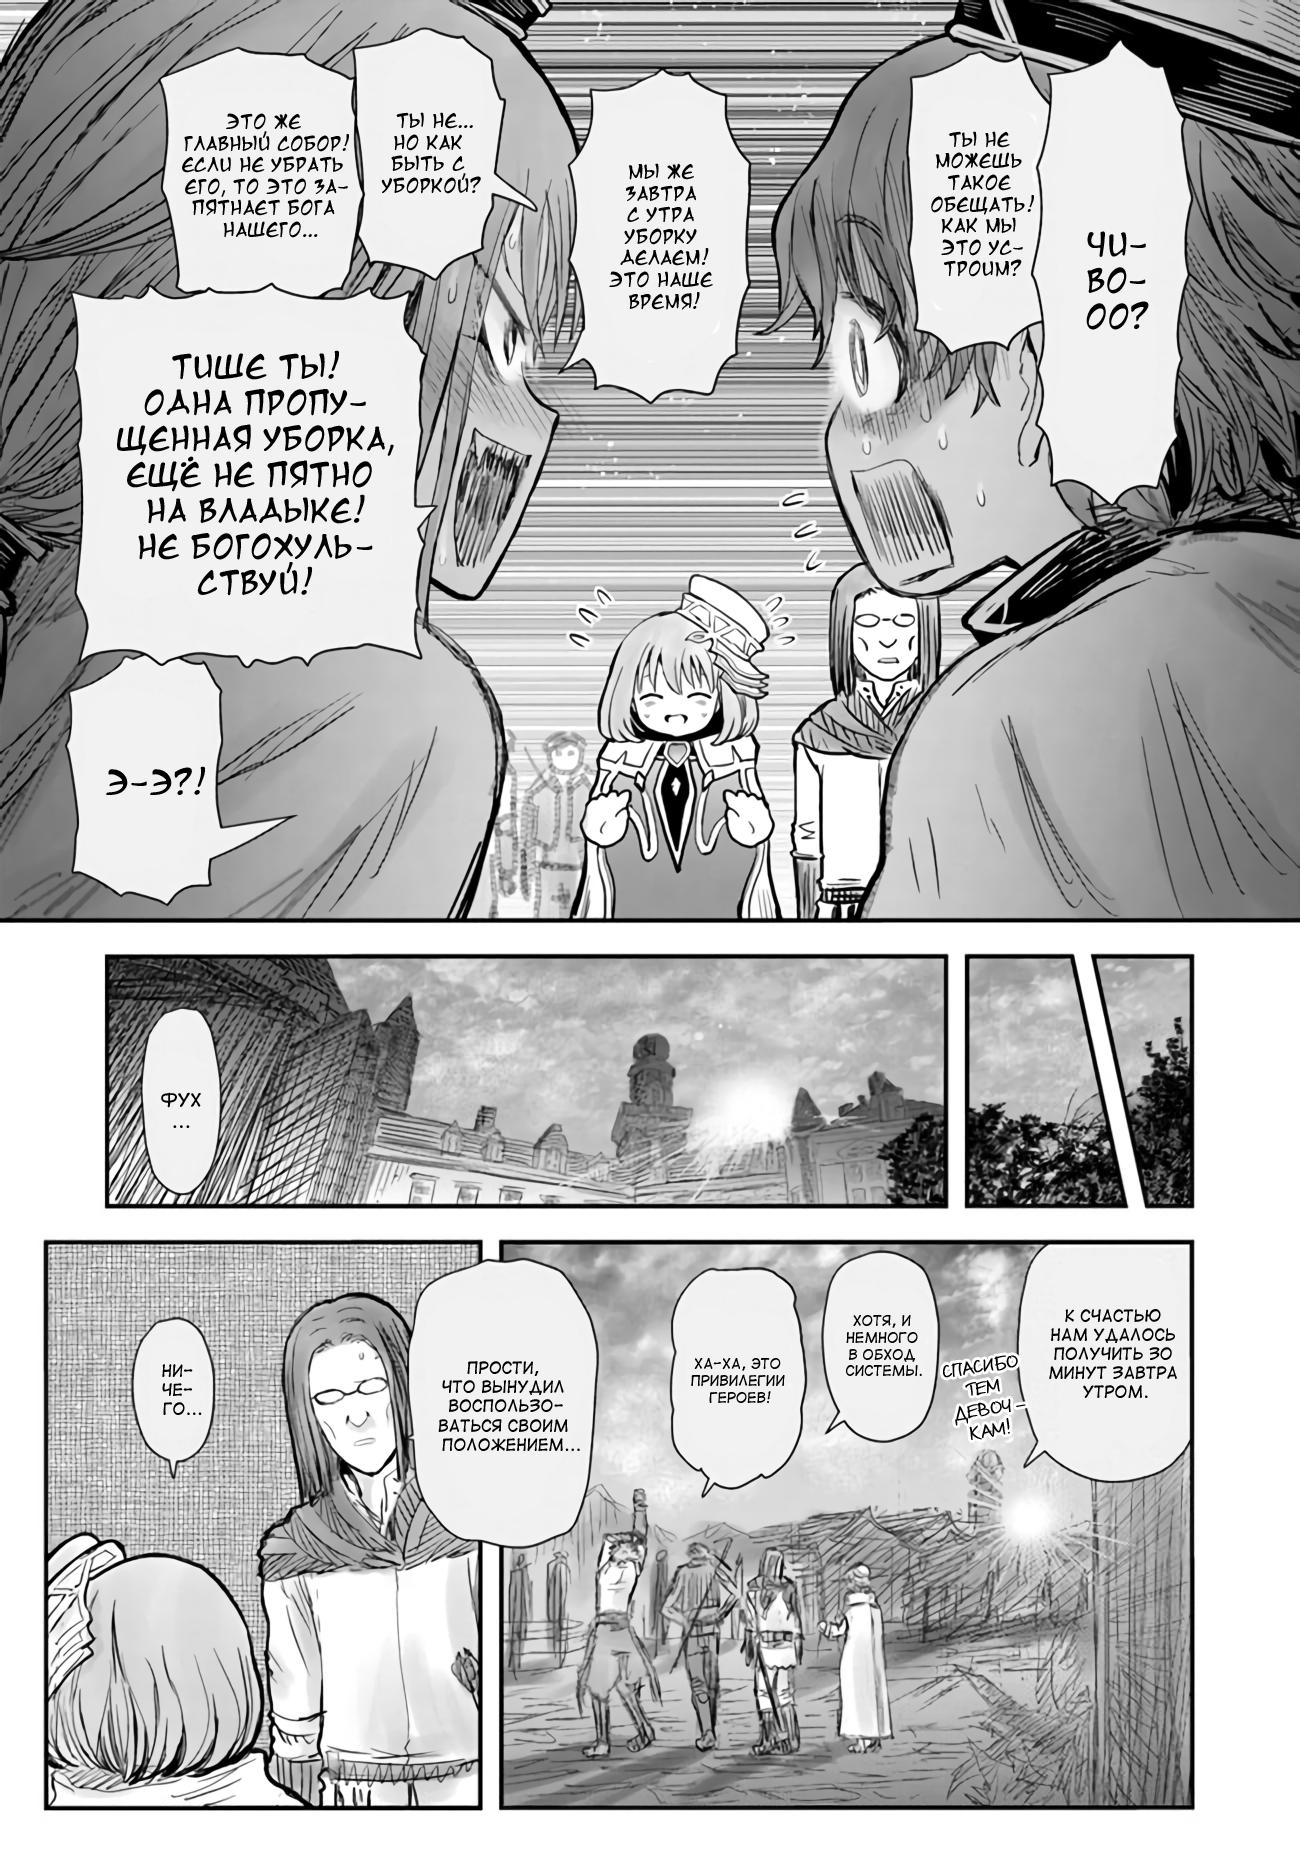 ЧИ-
ВО-
ОО?
ТЫ НЕ
МОЖЕШЬ
ТАКОЕ
ОБЕЩАТЬ!
КАК МЫ
ЭТО УС-
ТРОИМ?
МЫ ЖЕ
ЗАВТРА
С УТРА
УБОРКУ
ДЕЛАЕМ!
ЭТО НАШЕ
ВРЕМЯ!
ТЫ НЕ...
НО КАК
БЫТЬ С
УБОРКОЙ?
ЭТО ЖЕ
ГЛАВНЫЙ СОБОР!
ЕСЛИ НЕ УБРАТЬ
ЕГО, ТО ЭТО ЗА-
ПЯТНАЕТ БОГА
НАШЕГО...
ТИШЕ ТЫ!
ОДНА ПРОПУ-
ЩЕННАЯ УБОРКА,
ЕЩЁ НЕ ПЯТНО
НА ВЛАДЫКЕ!
НЕ БОГОХУЛЬ-
СТВУЙ!
Э-Э?!
ФУХ
...
К СЧАСТЬЮ
НАМ УДАЛОСЬ
ПОЛУЧИТЬ 30
МИНУТ ЗАВТРА
УТРОМ.
СПАСИБО
ТЕМ
ДЕВОЧ-
КАМ!
ХОТЯ, И
НЕМНОГО
В ОБХОД
СИСТЕМЫ.
ХА-ХА, ЭТО
ПРИВИЛЕГИИ
ГЕРОЕВ!
ПРОСТИ,
ЧТО ВЫНУДИЛ
ВОСПОЛЬЗО-
ВАТЬСЯ СВОИМ
ПОЛОЖЕНИЕМ...
НИ-
ЧЕ-
ГО...